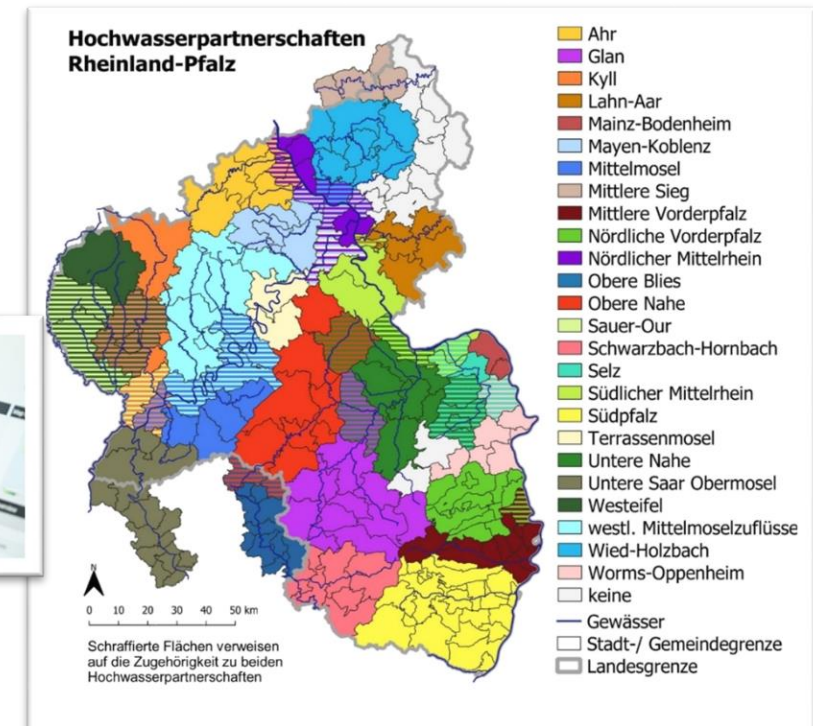 Hochwasserpartnerschaften
Rheinland-Pfalz
Ahr
Glan
Kyll
Lahn-Aar
Mainz-Bodenheim
Mayen-Koblenz
Mittelmosel
Mittlere Sieg
Mittlere Vorderpfalz
Nördliche Vorderpfalz
Nördlicher Mittelrhein
Obere Blies
Obere Nahe
Sauer-Our
Schwarzbach-Hornbach
Selz
Südlicher Mittelrhein
Südpfalz
Terrassenmosel
Untere Nahe
Untere Saar Obermosel
Westeifel
westl. Mittelmoselzuflüsse
Wied-Holzbach
Worms-Oppenheim
keine
Gewässer
Stadt-/ Gemeindegrenze
Landesgrenze
N
0 10 20 30 40 50 km
Schraffierte Flächen verweisen
auf die Zugehörigkeit zu beiden
Hochwasserpartnerschaften